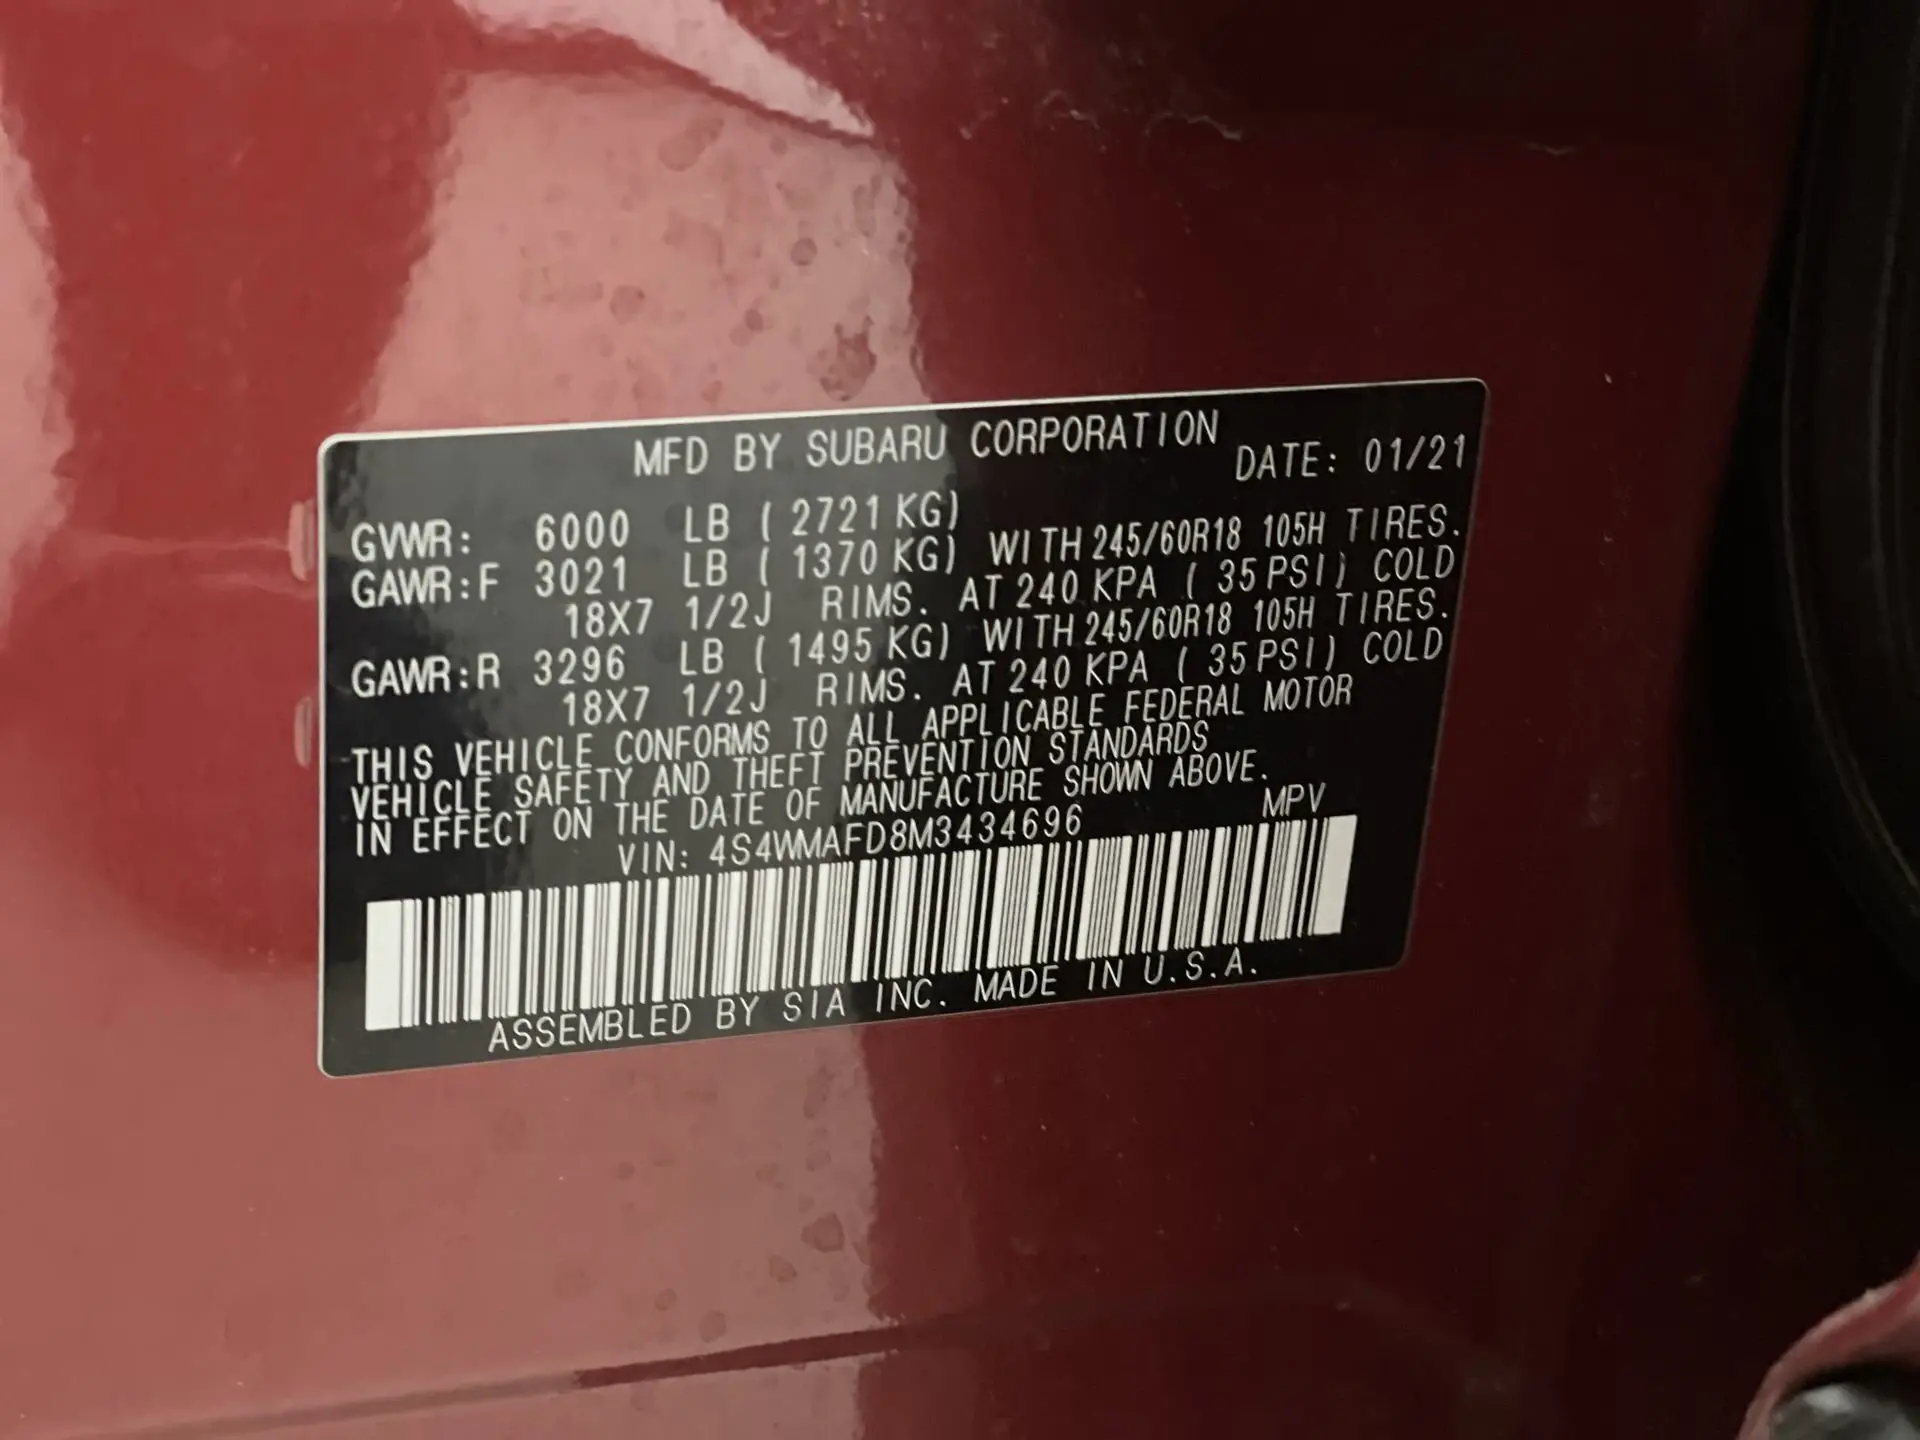 MFD BY SUBARU CORPORATION DATE: 01/21
GVWR: 6000 LB ( 2721 KG)
GAWR:F 3021 LB ( 1370 KG) WITH 245/60R18 105H TIRES.
18X7 1/2J RIMS. AT 240 KPA ( 35 PSI) COLD
GAWR:R 3296 LB ( 1495 KG) WITH 245/60R18 105H TIRES.
18X7 1/2J RIMS. AT 240 KPA ( 35 PSI) COLD
THIS VEHICLE CONFORMS TO ALL APPLICABLE FEDERAL MOTOR
VEHICLE SAFETY AND THEFT PREVENTION STANDARDS
IN EFFECT ON THE DATE OF MANUFACTURE SHOWN ABOVE.
VIN: 4S4WMAFD8M3434696 MPV
ASSEMBLED BY SIA INC. MADE IN U.S.A.